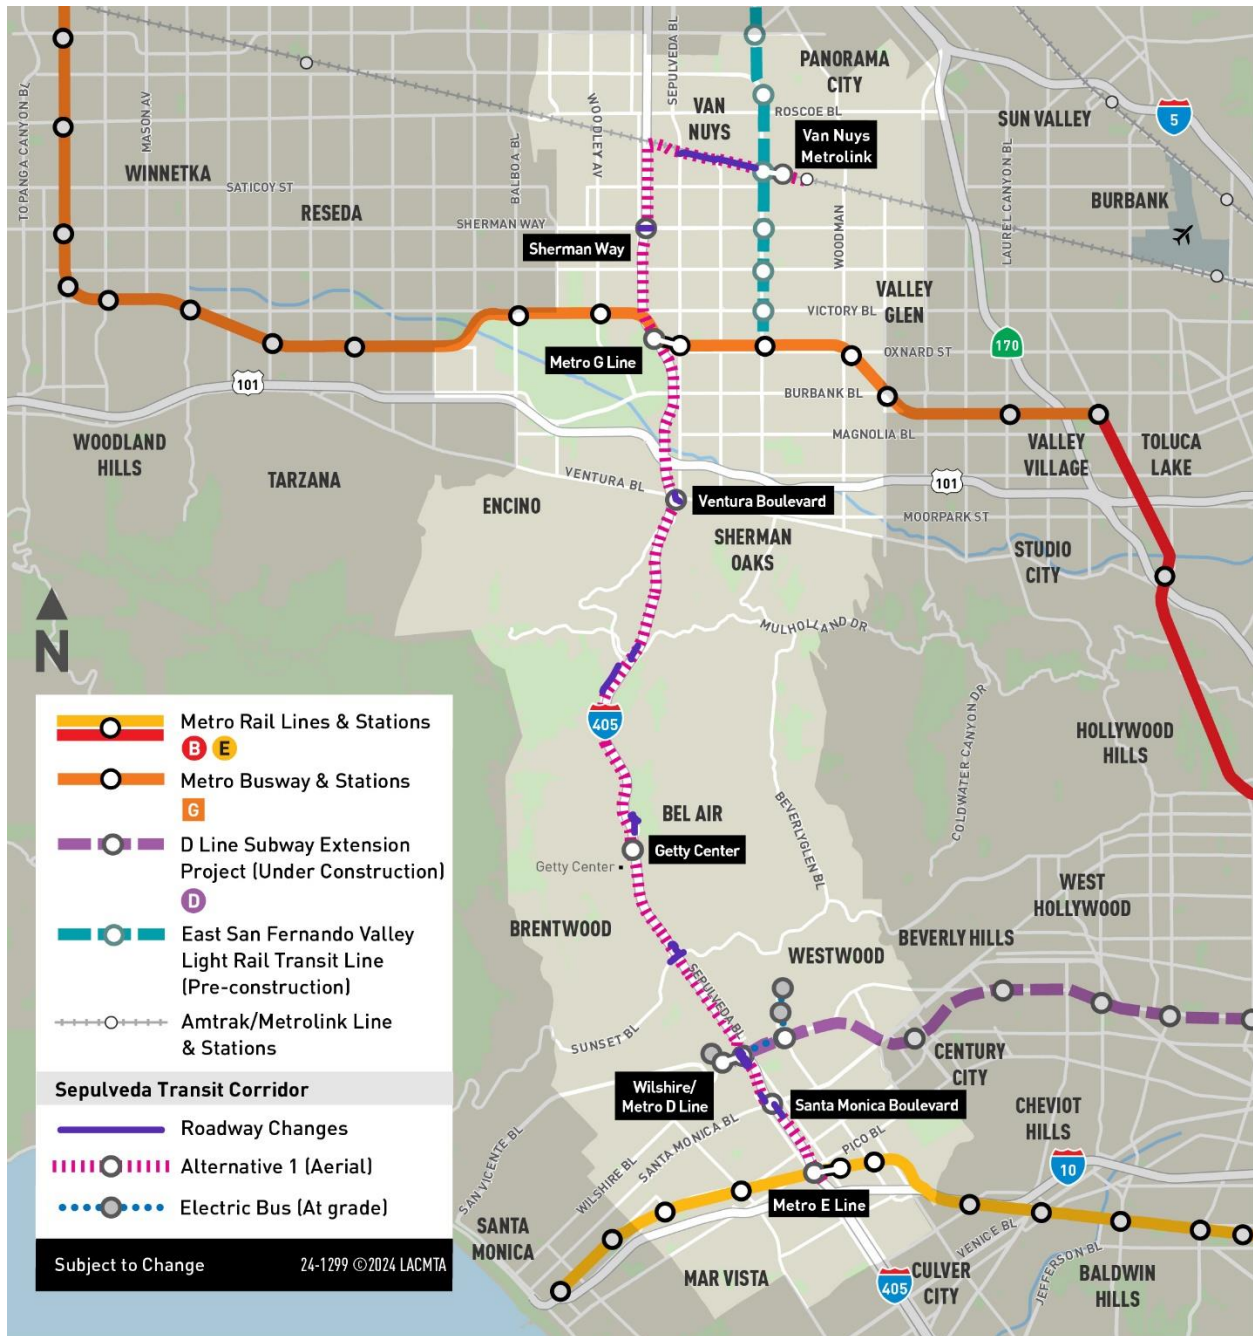 SEPULVEDA BL
PANORAMA
CITY
TOPANGA CANYON BL
MASON AV
WOODLEY AV
VAN
NUYS
ROSCOE BL
SUN VALLEY
5
BALBOA BL
Van Nuys
Metrolink
LAUREL CANYON BL
WINNETKA
SATICOY ST
RESEDA
BURBANK
SHERMAN WAY
Sherman Way
WOODMAN
VALLEY
GLEN
VICTORY BL
170
OXNARD ST
Metro G Line
101
BURBANK BL
MAGNOLIA BL
WOODLAND
HILLS
TARZANA
VALLEY
VILLAGE
TOLUCA
LAKE
VENTURA BL
ENCINO
Ventura Boulevard
101
MOORPARK ST
SHERMAN
OAKS
STUDIO
CITY
MULHOLLAND DR
N
405
COLDWATER CANYON DR
HOLLYWOOD
HILLS
BEL AIR
BEVERLY GLEN BL
Getty Center
Getty Center
WEST
HOLLYWOOD
BRENTWOOD
BEVERLY HILLS
WESTWOOD
SEPULVEDA BL
SUNSET BL
CENTURY
CITY
Wilshire/
Metro D Line
Santa Monica Boulevard
CHEVIOT
HILLS
SAN VICENTE BL
WILSHIRE BL
SANTA MONICA BL
PICO BL
10
Metro E Line
SANTA
MONICA
VENICE BL
JEFFERSON BL
MAR VISTA
405
CULVER
CITY
BALDWIN
HILLS
Metro Rail Lines & Stations
B E
Metro Busway & Stations
G
D Line Subway Extension
Project (Under Construction)
D
East San Fernando Valley
Light Rail Transit Line
(Pre-construction)
Amtrak/Metrolink Line
& Stations
Sepulveda Transit Corridor
Roadway Changes
Alternative 1 (Aerial)
Electric Bus (At grade)
Subject to Change 24-1299 ©2024 LACMTA